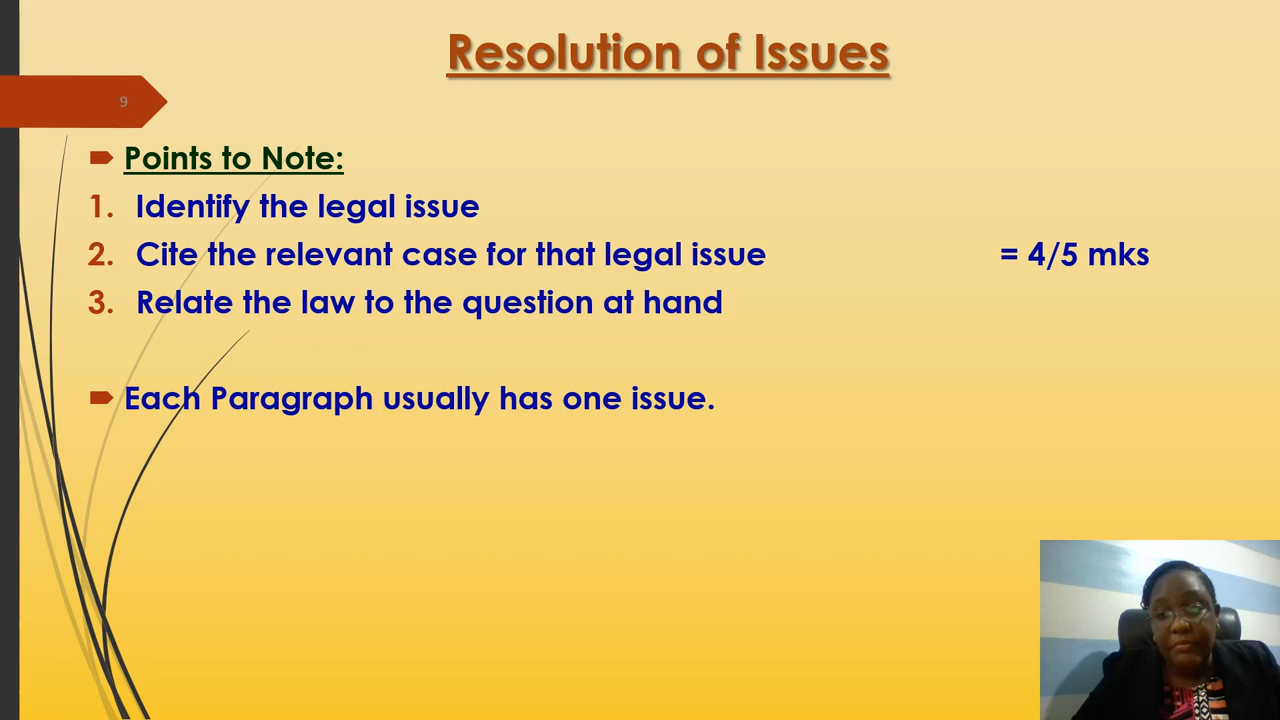 Resolution of Issues
9
Points to Note:
1. Identify the legal issue
2. Cite the relevant case for that legal issue = 4/5 mks
3. Relate the law to the question at hand
Each Paragraph usually has one issue.